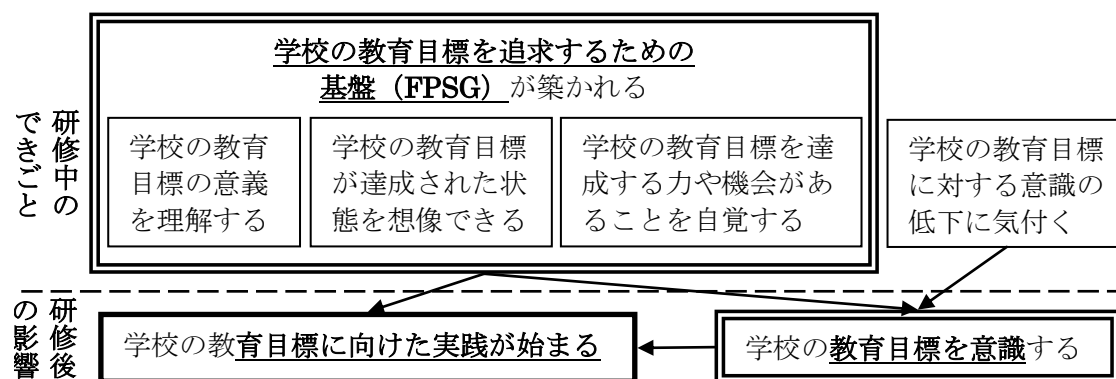 学校の教育目標を追求するための
基盤（FPSG）が築かれる
研修中の
できごと
学校の教育
目標の意義
を理解する
学校の教育目標
が達成された状
態を想像できる
学校の教育目標を達
成する力や機会があ
ることを自覚する
学校の教育目標
に対する意識の
低下に気付く
研修後
の影響
学校の教育目標に向けた実践が始まる
学校の教育目標を意識する